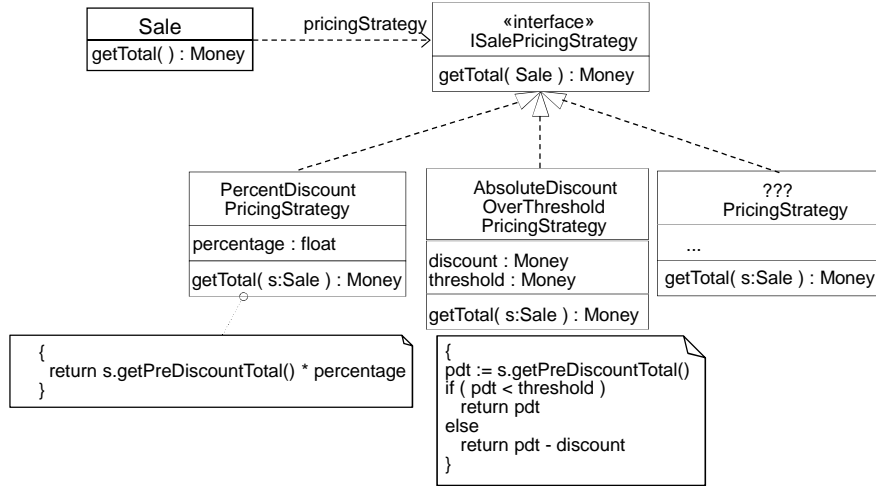 Sale
getTotal( ) : Money
pricingStrategy
«interface»
ISalePricingStrategy
getTotal( Sale ) : Money
PercentDiscount
PricingStrategy
percentage : float
getTotal( s:Sale ) : Money
AbsoluteDiscount
OverThreshold
PricingStrategy
discount : Money
threshold : Money
getTotal( s:Sale ) : Money
???
PricingStrategy
...
getTotal( s:Sale ) : Money
{
return s.getPreDiscountTotal() * percentage
}
{
pdt := s.getPreDiscountTotal()
if ( pdt < threshold )
return pdt
else
return pdt - discount
}